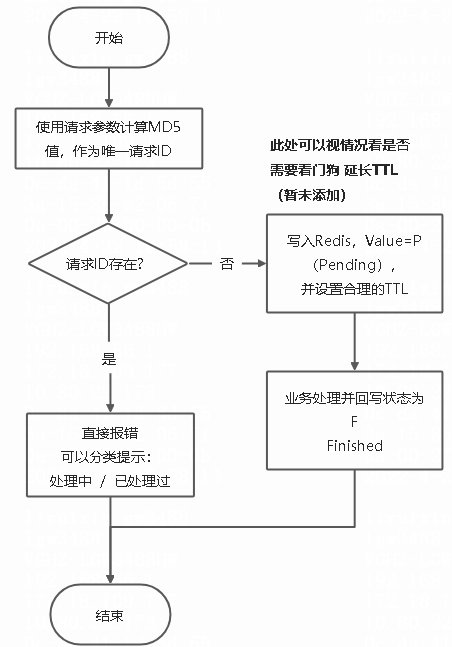 开始
使用请求参数计算MD5
值，作为唯一请求ID
此处可以视情况看是否
需要看门狗 延长TTL
（暂未添加）
请求ID存在?
否
写入Redis，Value=P
（Pending），
并设置合理的TTL
是
业务处理并回写状态为
F
Finished
直接报错
可以分类提示：
处理中 / 已处理过
结束